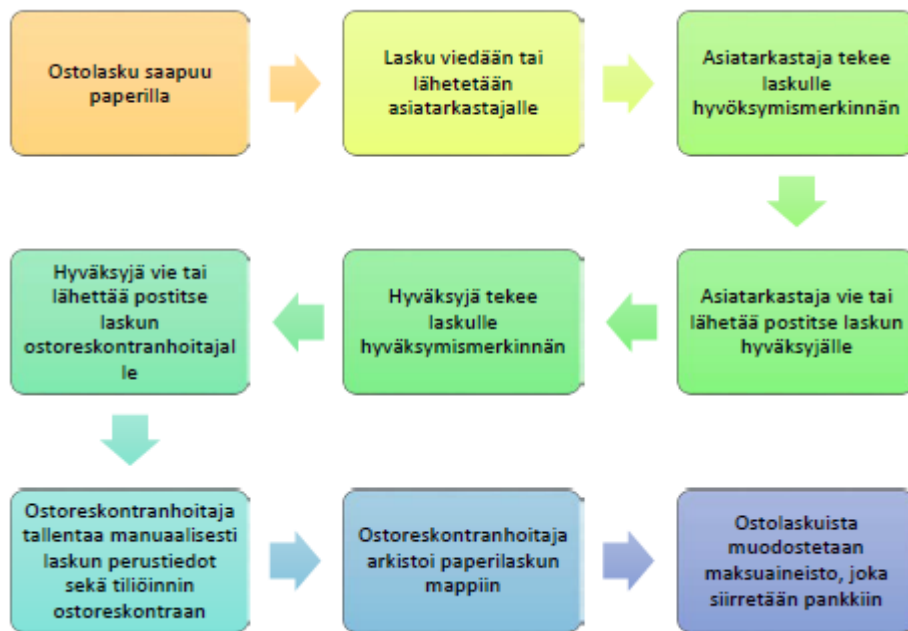 Ostolasku saapuu
paperilla
Lasku viedään tai
lähetetään
asiatarkastajalle
Asiatarkastaja tekee
laskulle
hyvöksymismerkinnän
Asiatarkastaja vie tai
lähetää postitse laskun
hyväksyjälle
Hyväksyjä tekee
laskulle
hyväksymismerkinnän
Hyväksyjä vie tai
lähettää postitse
laskun
ostoreskontranhoitajal
le
Ostoreskontranhoitaja
tallentaa manuaalisesti
laskun perustiedot
sekä tiliöinnin
ostoreskontraan
Ostoreskontranhoitaja
arkistoi paperilaskun
mappiin
Ostolaskuista
muodostetaan
maksuaineisto, joka
siirretään pankkiin